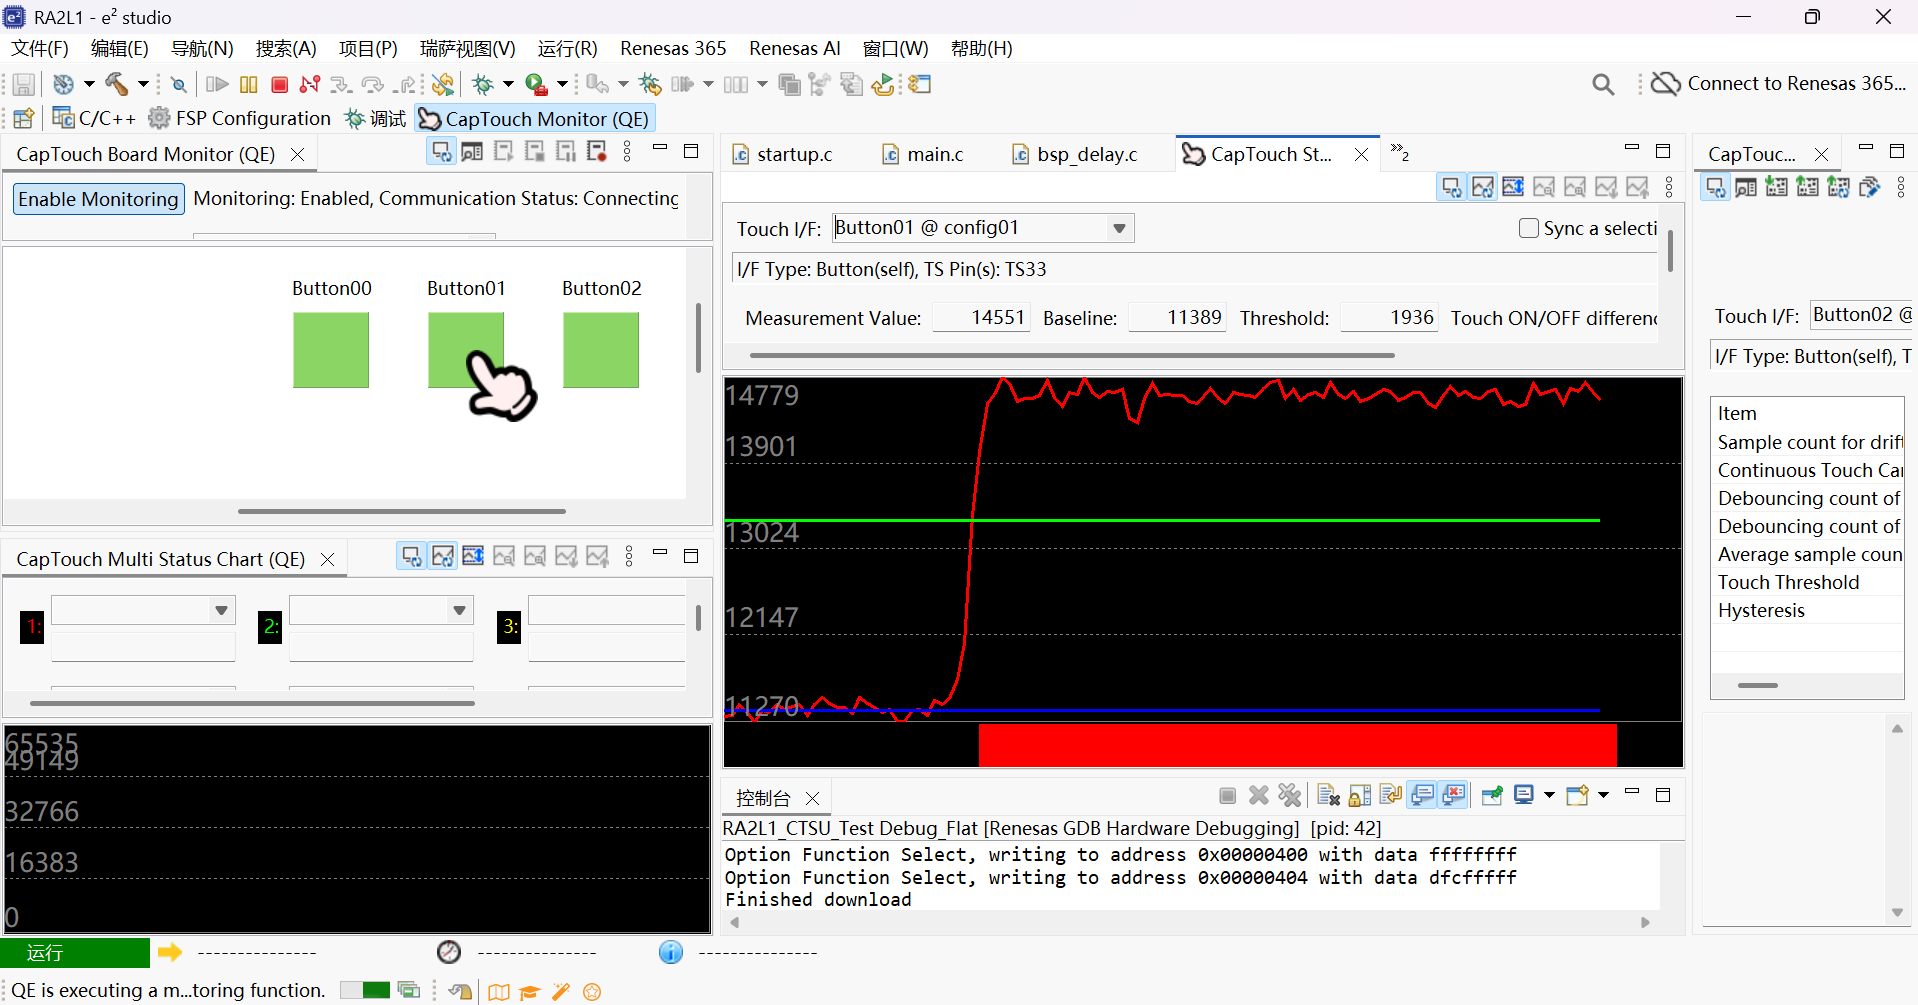 RA2L1 - e² studio
文件(F) 编辑(E) 导航(N) 搜索(A) 项目(P) 瑞萨视图(V) 运行(R) Renesas 365 Renesas AI 窗口(W) 帮助(H)
Connect to Renesas 365...
C/C++ FSP Configuration 调试 CapTouch Monitor (QE)
CapTouch Board Monitor (QE)
Enable Monitoring Monitoring: Enabled, Communication Status: Connecting
Button00 Button01 Button02
CapTouch Multi Status Chart (QE)
1: 2: 3:
65535
49149
32766
16383
0
startup.c main.c bsp_delay.c CapTouch St... »2
Touch I/F: Button01 @ config01 Sync a selecti
I/F Type: Button(self), TS Pin(s): TS33
Measurement Value: 14551 Baseline: 11389 Threshold: 1936 Touch ON/OFF differenc
14779
13901
13024
12147
11270
控制台
RA2L1_CTSU_Test Debug_Flat [Renesas GDB Hardware Debugging] [pid: 42]
Option Function Select, writing to address 0x00000400 with data ffffffff
Option Function Select, writing to address 0x00000404 with data dfcfffff
Finished download
CapTouc...
Touch I/F: Button02 @
I/F Type: Button(self), T
Item
Sample count for drift
Continuous Touch Car
Debouncing count of
Debouncing count of
Average sample coun
Touch Threshold
Hysteresis
运行 --------------- --------------- ---------------
QE is executing a m...toring function.